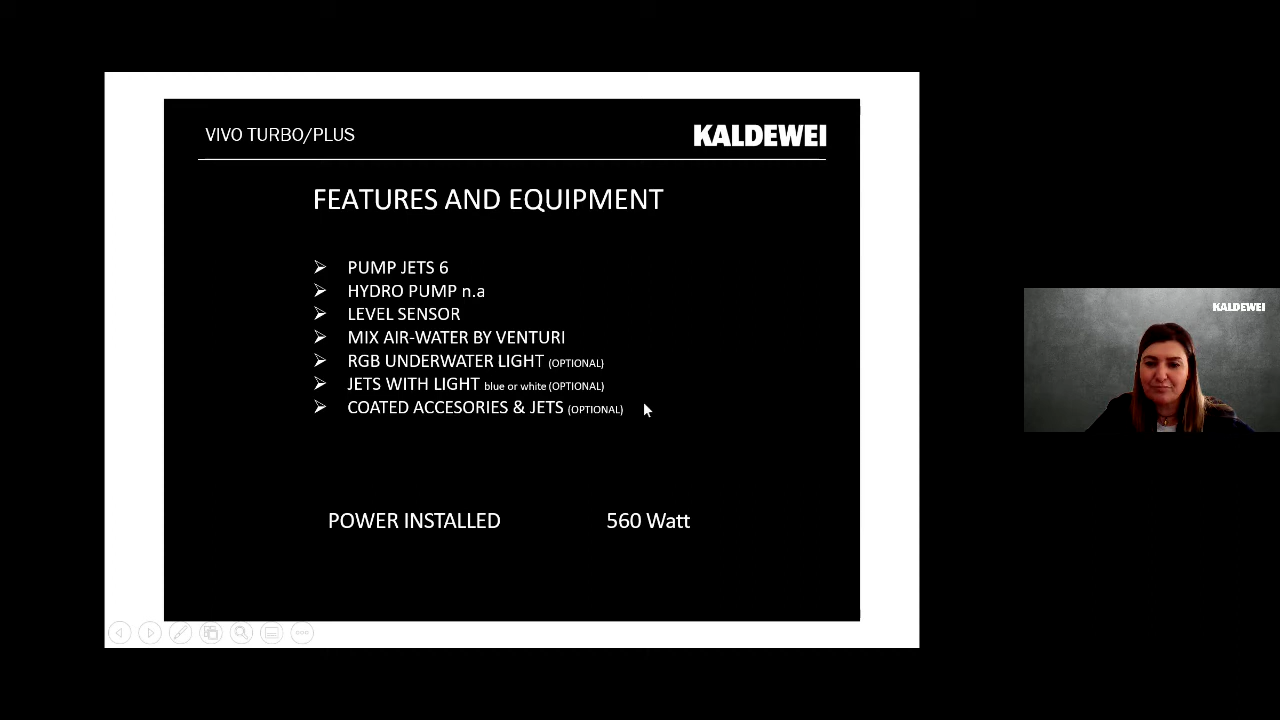 VIVO TURBO/PLUS
KALDEWEI
FEATURES AND EQUIPMENT
PUMP JETS 6
HYDRO PUMP n.a
LEVEL SENSOR
MIX AIR-WATER BY VENTURI
RGB UNDERWATER LIGHT (OPTIONAL)
JETS WITH LIGHT blue or white (OPTIONAL)
COATED ACCESORIES & JETS (OPTIONAL)
POWER INSTALLED 560 Watt
KALDEWEI